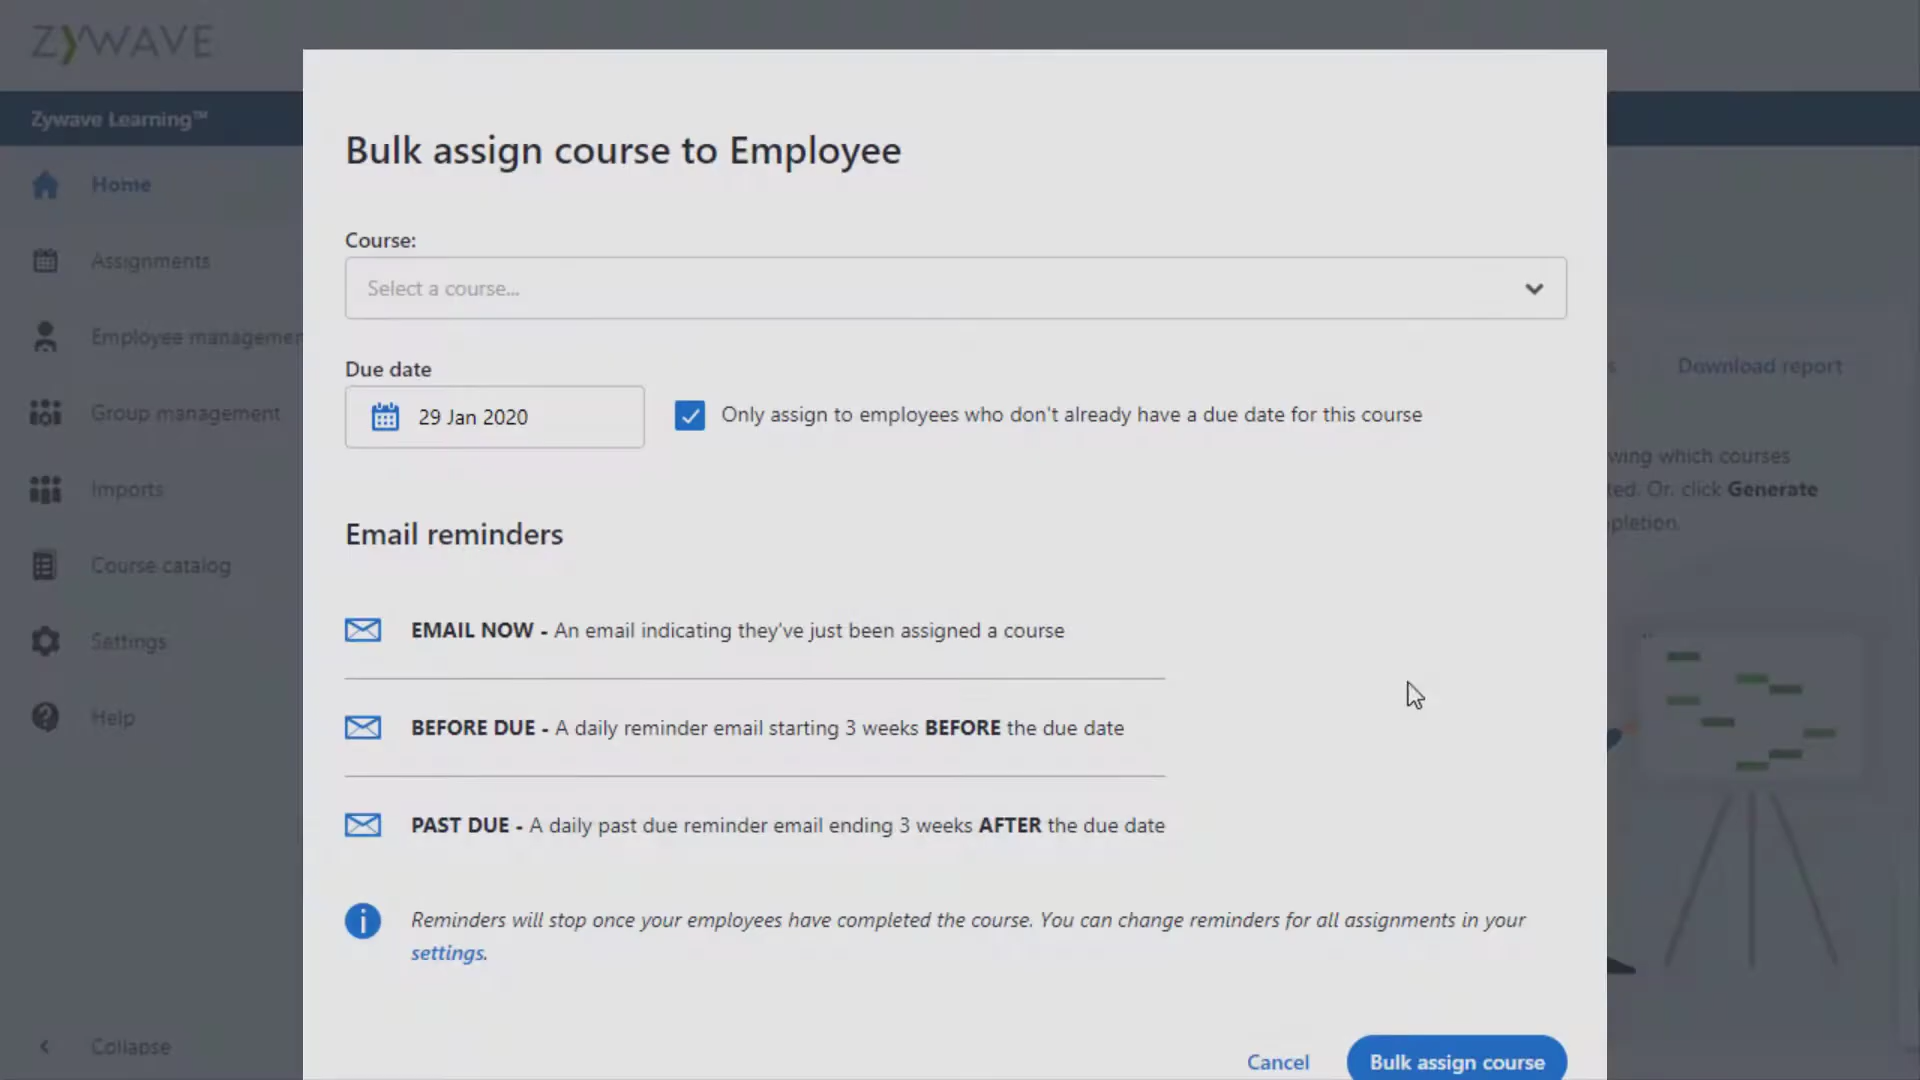 ZYWAVE
Zywave Learning™
Home
Assignments
Employee managemen
Group management
Imports
Course catalog
Settings
Help
Collapse
Bulk assign course to Employee
Course:
Select a course...
Due date
29 Jan 2020
Only assign to employees who don't already have a due date for this course
Email reminders
EMAIL NOW - An email indicating they've just been assigned a course
BEFORE DUE - A daily reminder email starting 3 weeks BEFORE the due date
PAST DUE - A daily past due reminder email ending 3 weeks AFTER the due date
Reminders will stop once your employees have completed the course. You can change reminders for all assignments in your
settings.
Cancel
Bulk assign course
Download report
which courses
Or, click Generate